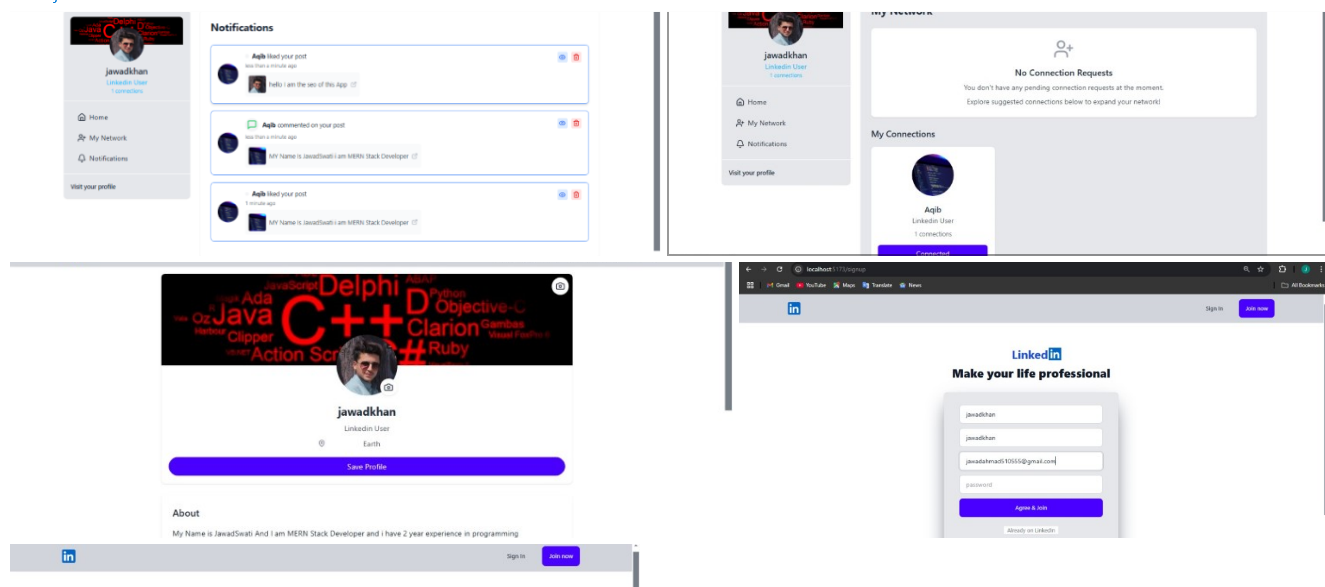 jawadkhan
Linkedin User
1 connections
Home
My Network
Notifications
Visit your profile
Notifications
Aqib liked your post
less than a minute ago
hello i am the seo of this App
Aqib commented on your post
less than a minute ago
MY Name is JawadSwati i am MERN Stack Developer
Aqib liked your post
1 minute ago
MY Name is JawadSwati i am MERN Stack Developer
jawadkhan
Linkedin User
1 connections
Home
My Network
Notifications
Visit your profile
My Network
No Connection Requests
You don't have any pending connection requests at the moment.
Explore suggested connections below to expand your network!
My Connections
Aqib
Linkedin User
1 connections
Connected
JavaScript Delphi ABAP
Ada Python
Oz Java C++ D Objective-C
Clarion Gambas
Clipper Visual FoxPro
Action Scr # Ruby
jawadkhan
Linkedin User
Earth
Save Profile
About
My Name is JawadSwati And I am MERN Stack Developer and i have 2 year experience in programming
localhost:5173/signup
Gmail YouTube Maps Translate News All Bookmarks
in Sign in Join now
Linked in
Make your life professional
jawadkhan
jawadkhan
jawadahmad510555@gmail.com
password
Agree & Join
Already on Linkedin
in Sign in Join now